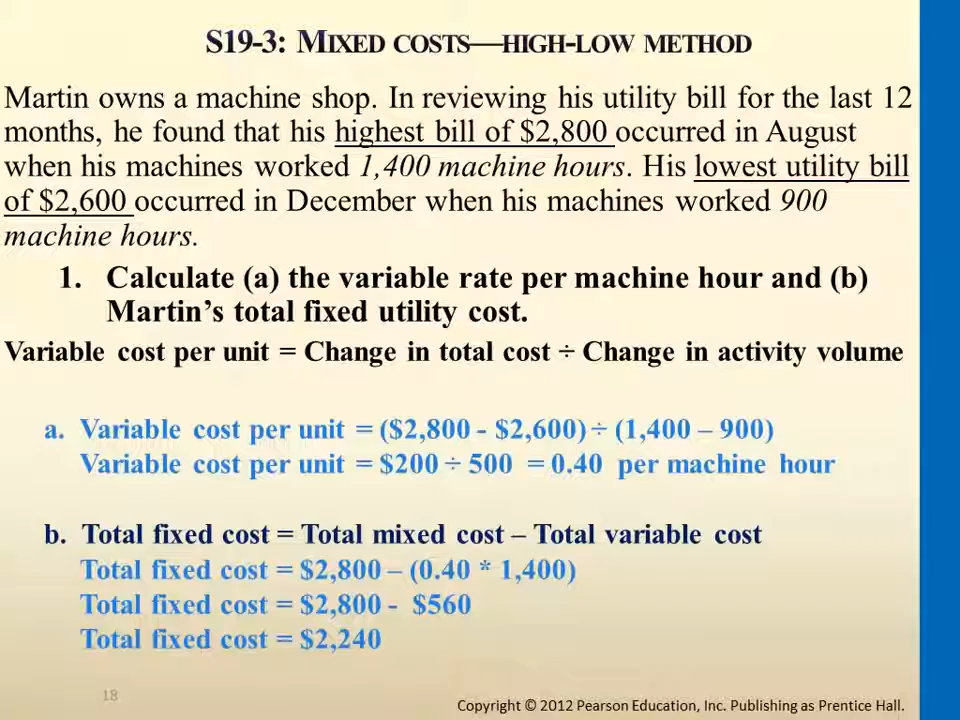 S19-3: MIXED COSTS—HIGH-LOW METHOD
Martin owns a machine shop. In reviewing his utility bill for the last 12
months, he found that his highest bill of $2,800 occurred in August
when his machines worked 1,400 machine hours. His lowest utility bill
of $2,600 occurred in December when his machines worked 900
machine hours.
1. Calculate (a) the variable rate per machine hour and (b)
Martin’s total fixed utility cost.
Variable cost per unit = Change in total cost ÷ Change in activity volume
a. Variable cost per unit = ($2,800 - $2,600) ÷ (1,400 – 900)
Variable cost per unit = $200 ÷ 500 = 0.40 per machine hour
b. Total fixed cost = Total mixed cost – Total variable cost
Total fixed cost = $2,800 – (0.40 * 1,400)
Total fixed cost = $2,800 - $560
Total fixed cost = $2,240
18
Copyright © 2012 Pearson Education, Inc. Publishing as Prentice Hall.